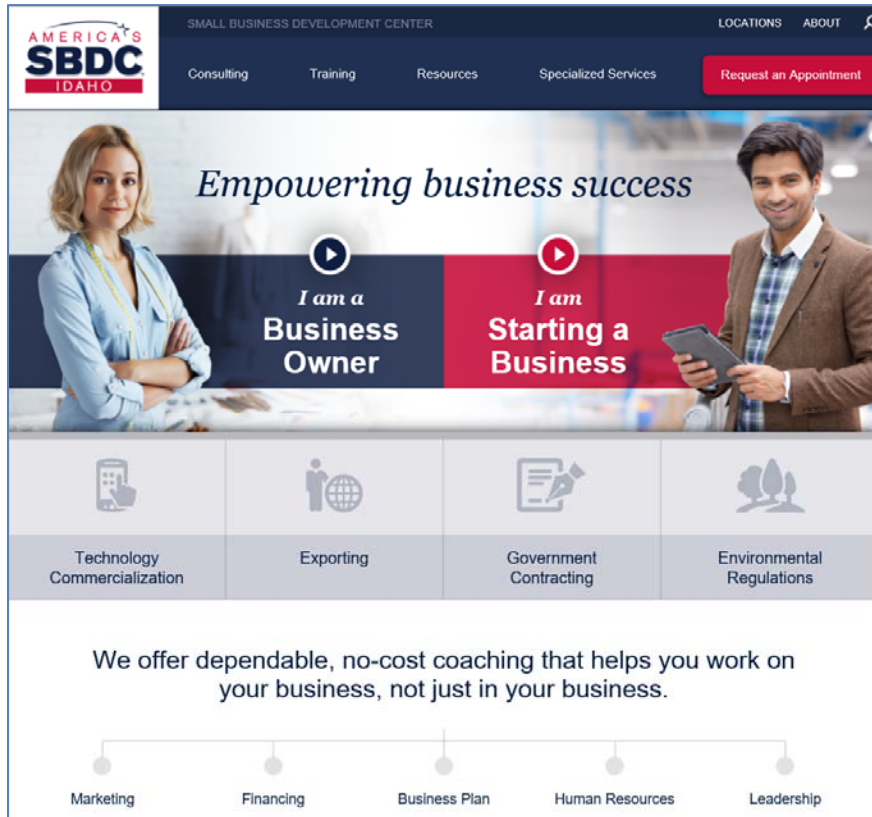 AMERICA'S
SBDC
IDAHO
SMALL BUSINESS DEVELOPMENT CENTER
LOCATIONS ABOUT
Consulting Training Resources Specialized Services Request an Appointment
Empowering business success
I am a
Business
Owner
I am
Starting a
Business
Technology
Commercialization
Exporting
Government
Contracting
Environmental
Regulations
We offer dependable, no-cost coaching that helps you work on
your business, not just in your business.
Marketing Financing Business Plan Human Resources Leadership